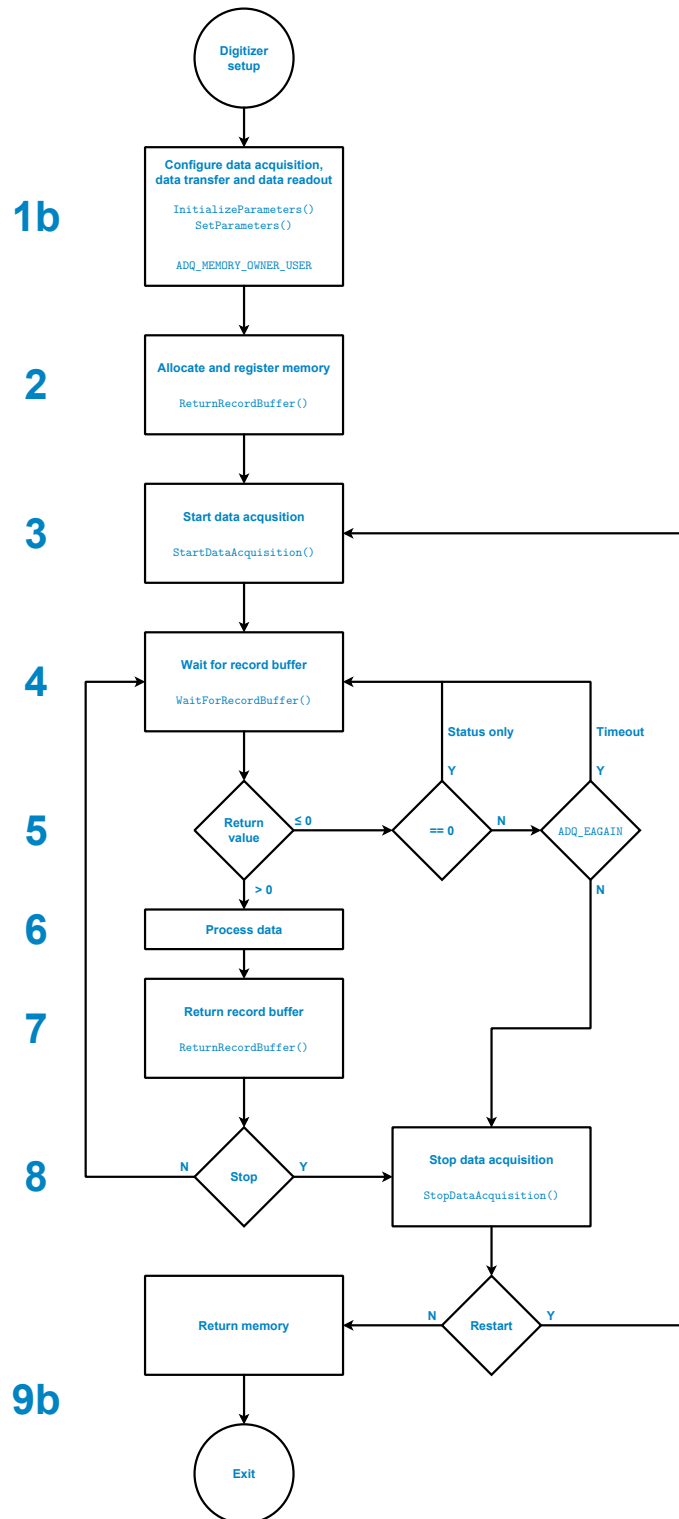 Digitizer
setup
1b
Configure data acquisition,
data transfer and data readout
InitializeParameters()
SetParameters()
ADQ_MEMORY_OWNER_USER
2
Allocate and register memory
ReturnRecordBuffer()
3
Start data acqusition
StartDataAcquisition()
4
Wait for record buffer
WaitForRecordBuffer()
Status only
Timeout
Y
Y
5
Return
value
≤ 0
== 0
N
ADQ_EAGAIN
> 0
N
6
Process data
7
Return record buffer
ReturnRecordBuffer()
8
N
Stop
Y
Stop data acquisition
StopDataAcquisition()
Return memory
N
Restart
Y
9b
Exit